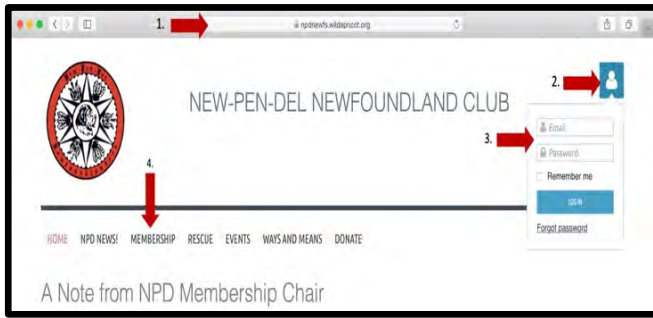 1.
npdnewfs.wildapricot.org
NEW-PEN-DEL NEWFOUNDLAND CLUB
2.
3.
Email
Password
Remember me
LOG IN
Forgot password
4.
HOME NPD NEWS! MEMBERSHIP RESCUE EVENTS WAYS AND MEANS DONATE
A Note from NPD Membership Chair